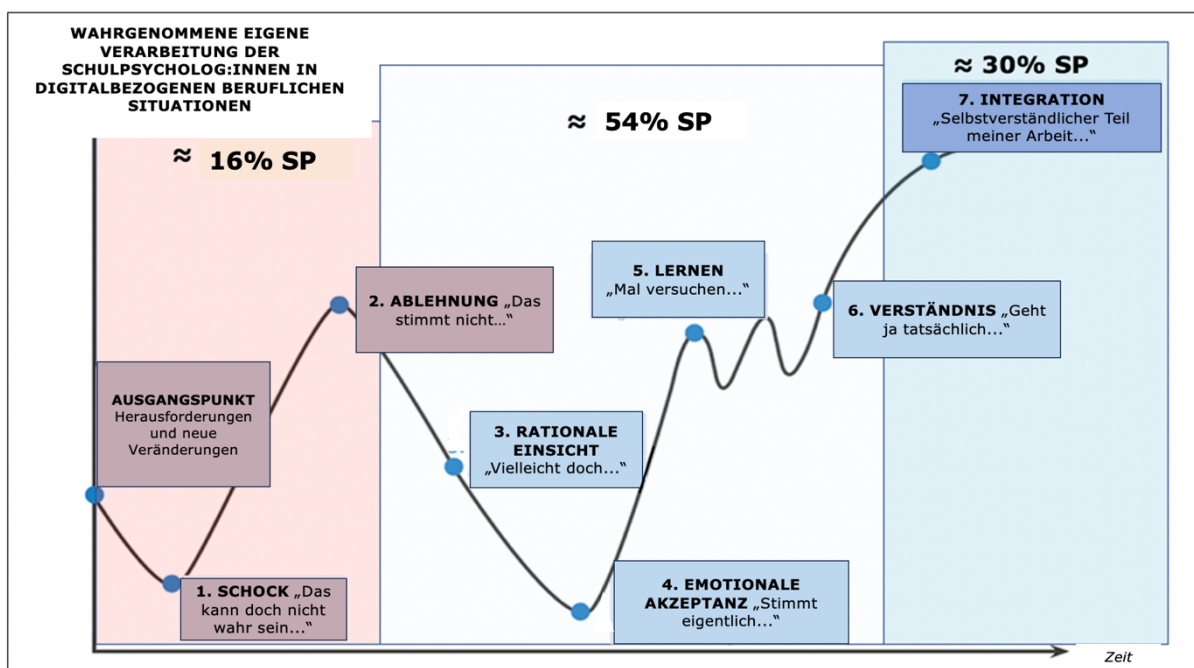 WAHRGENOMMENE EIGENE
VERARBEITUNG DER
SCHULPSYCHOLOG:INNEN IN
DIGITALBEZOGENEN BERUFLICHEN
SITUATIONEN
≈ 16% SP
≈ 54% SP
≈ 30% SP
7. INTEGRATION
„Selbstverständlicher Teil
meiner Arbeit...“
5. LERNEN
„Mal versuchen...“
2. ABLEHNUNG „Das
stimmt nicht…“
6. VERSTÄNDNIS „Geht
ja tatsächlich...“
AUSGANGSPUNKT
Herausforderungen
und neue
Veränderungen
3. RATIONALE
EINSICHT
„Vielleicht doch...“
1. SCHOCK „Das
kann doch nicht
wahr sein...“
4. EMOTIONALE
AKZEPTANZ „Stimmt
eigentlich...“
Zeit